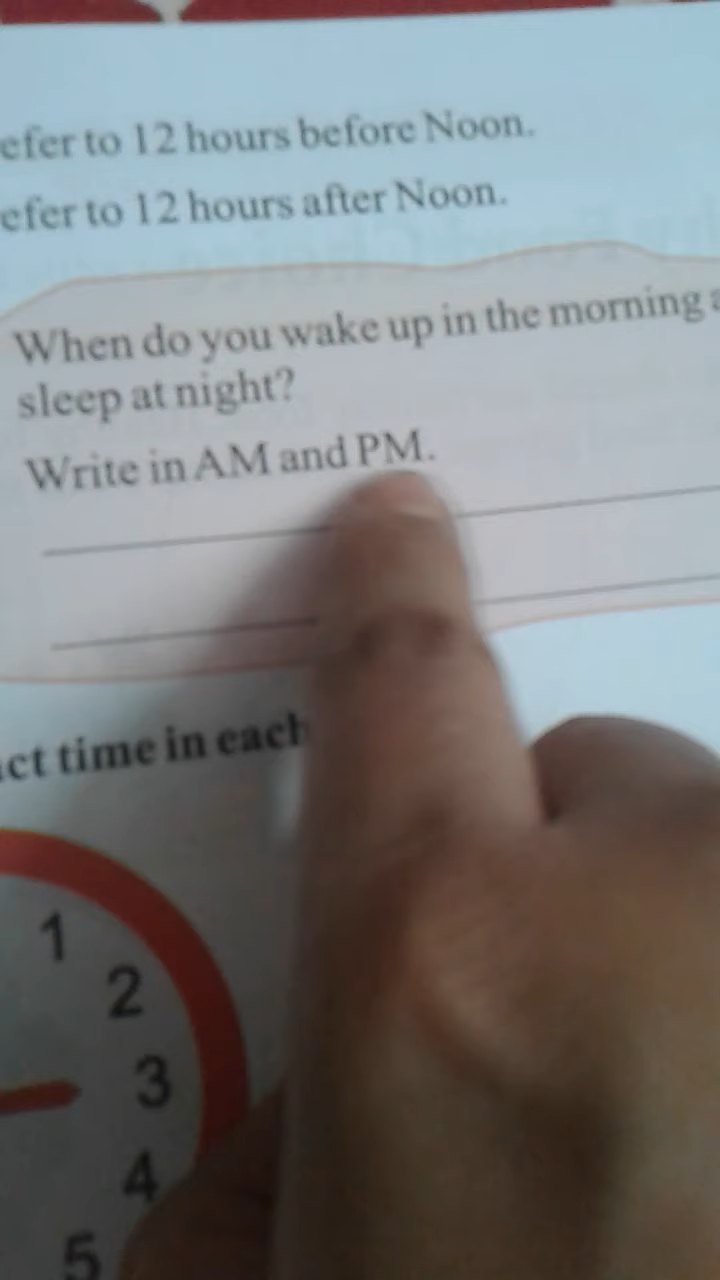 efer to 12 hours before Noon.
efer to 12 hours after Noon.
When do you wake up in the morning a
sleep at night?
Write in AM and PM.
act time in each
1
2
3
4
5